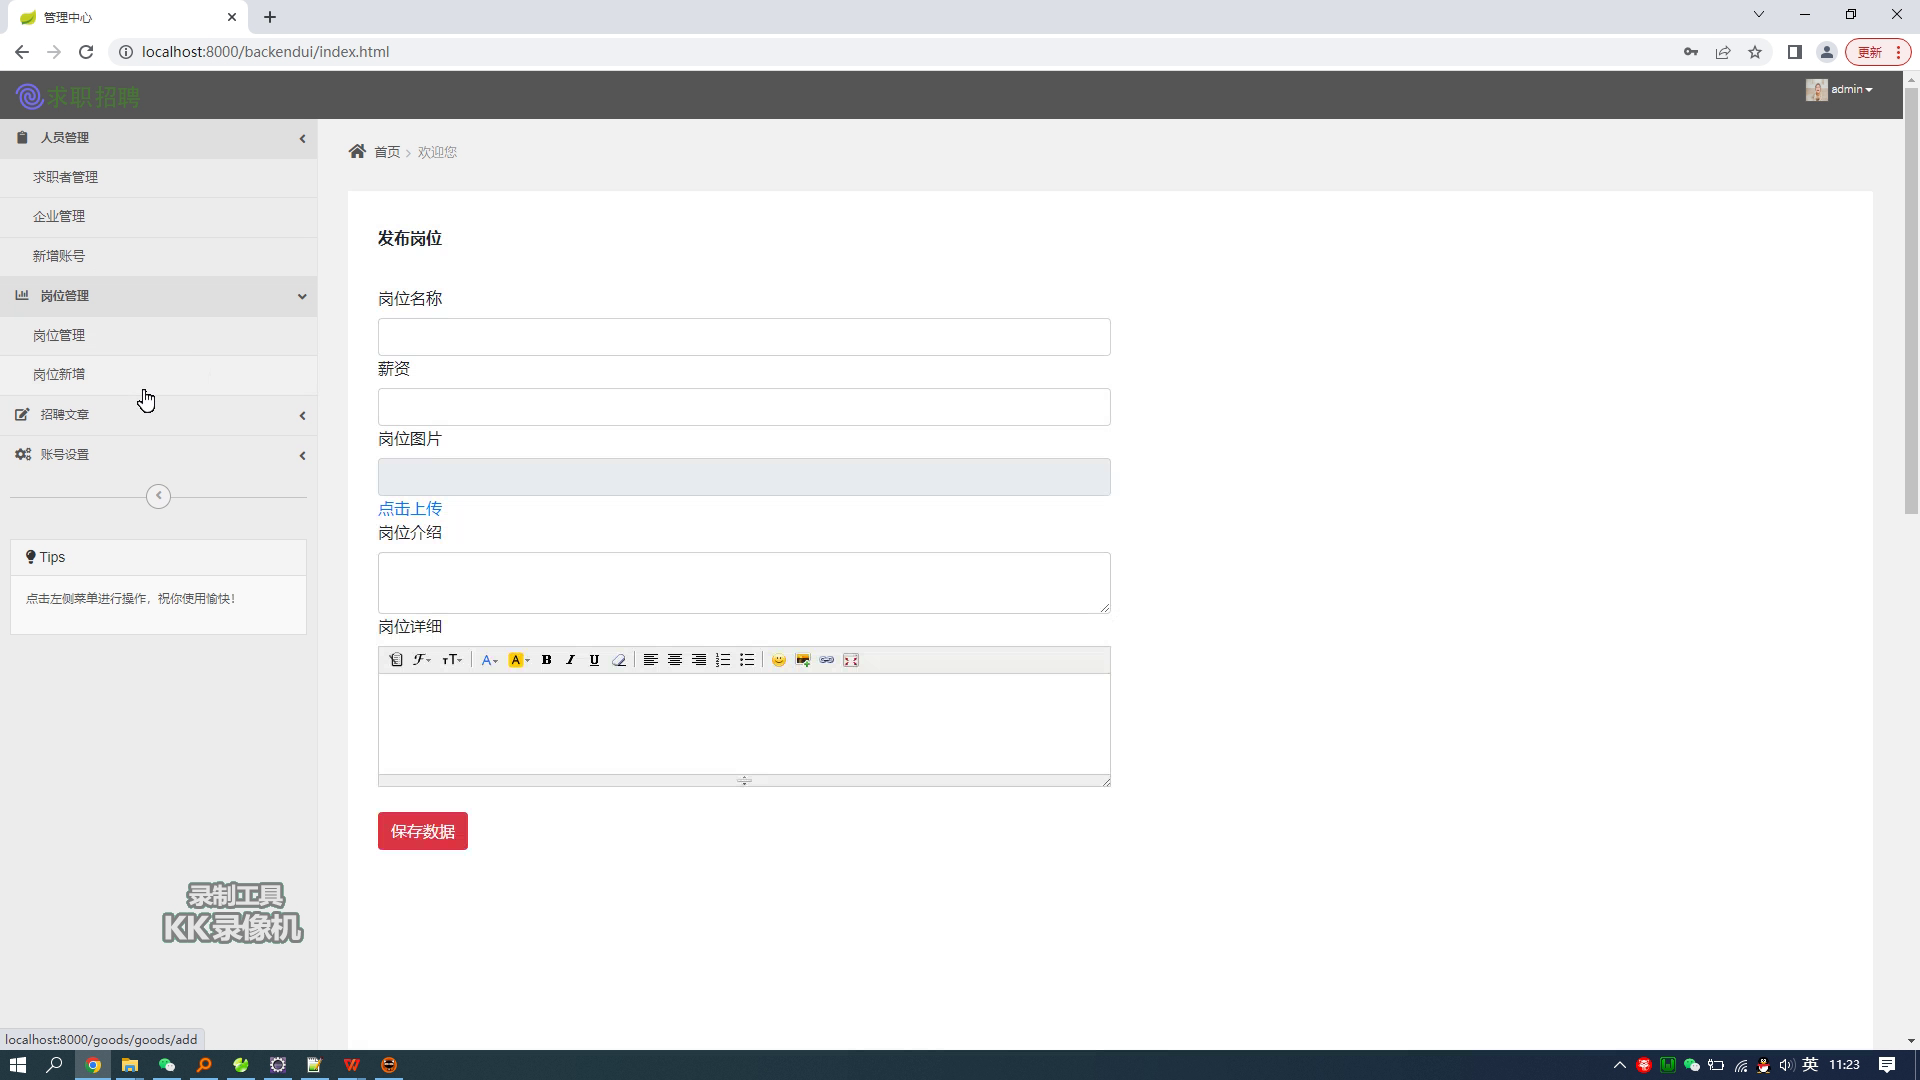 管理中心
localhost:8000/backendui/index.html
更新
求职招聘
admin
人员管理
首页 > 欢迎您
求职者管理
企业管理
新增账号
岗位管理
岗位管理
岗位新增
招聘文章
账号设置
Tips
点击左侧菜单进行操作，祝你使用愉快！
发布岗位
岗位名称
薪资
岗位图片
点击上传
岗位介绍
岗位详细
保存数据
录制工具
KK录像机
localhost:8000/goods/goods/add
英
11:23